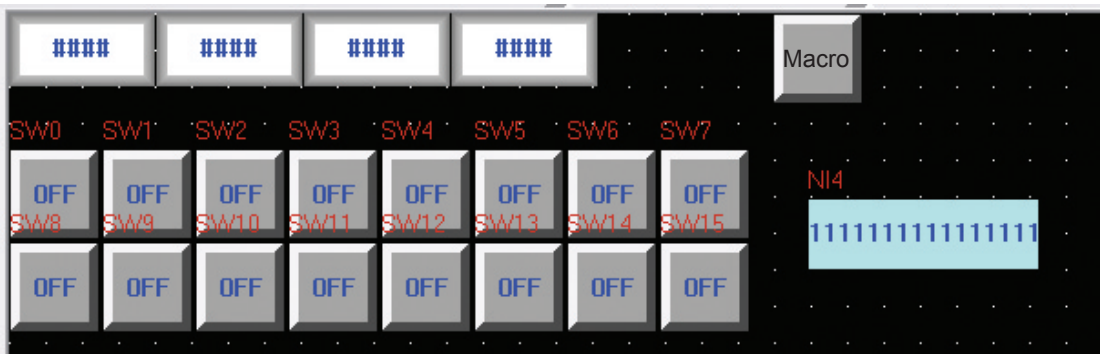 #### #### #### #### Macro
SW0 SW1 SW2 SW3 SW4 SW5 SW6 SW7
NI4
OFF OFF OFF OFF OFF OFF OFF OFF
SW8 SW9 SW10 SW11 SW12 SW13 SW14 SW15
1111111111111111
OFF OFF OFF OFF OFF OFF OFF OFF